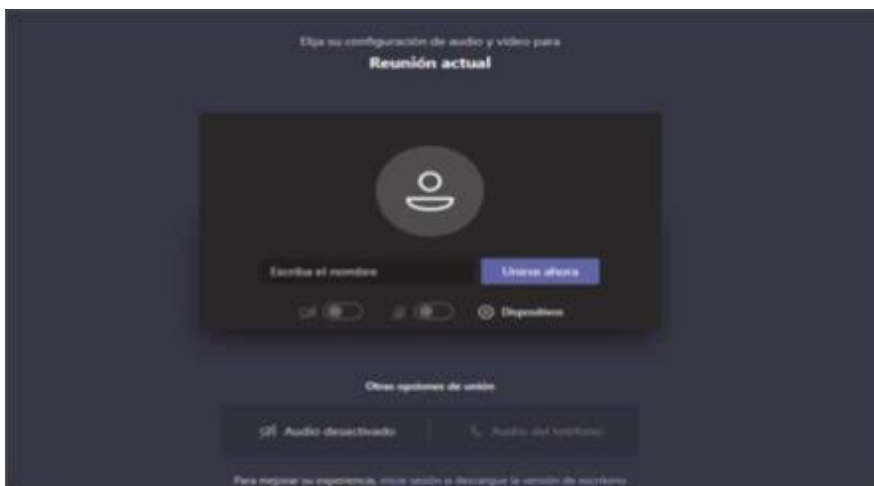 Elija su configuración de audio y vídeo para
Reunión actual
Escriba el nombre
Unirse ahora
Dispositivos
Otras opciones de unión
Audio desactivado
Audio del teléfono
Para mejorar su experiencia, inicie sesión o descargue la versión de escritorio